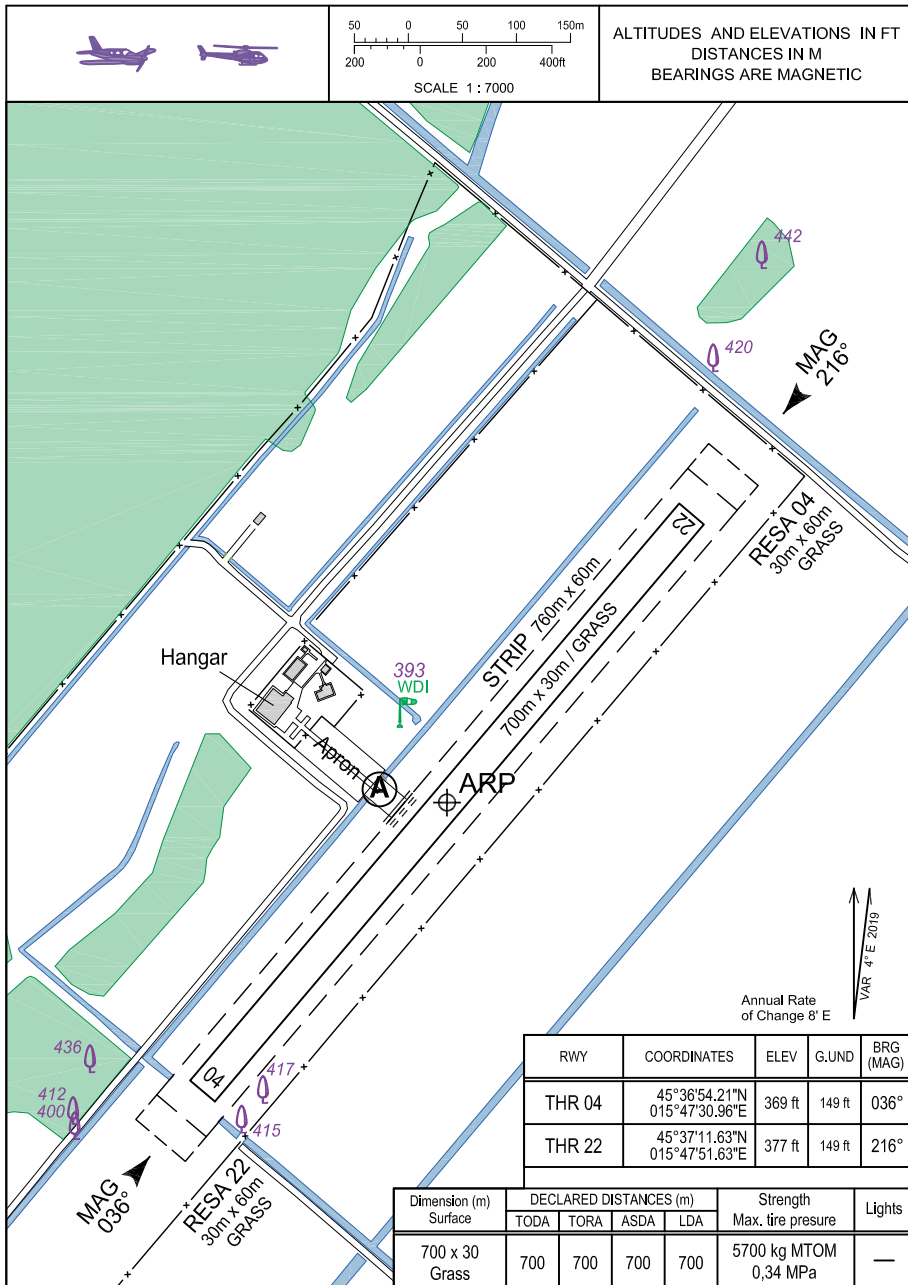 50 0 50 100 150m
200 0 200 400ft
SCALE 1 : 7000
ALTITUDES AND ELEVATIONS IN FT
DISTANCES IN M
BEARINGS ARE MAGNETIC
442
420
MAG
216°
22
RESA 04
30m x 60m
GRASS
STRIP 760m x 60m
700m x 30m / GRASS
Hangar
393
WDI
Apron
A
ARP
VAR 4° E 2019
Annual Rate
of Change 8' E
436
412
400
04
417
415
MAG
036°
RESA 22
30m x 60m
GRASS
RWY COORDINATES ELEV G.UND BRG
(MAG)
THR 04 45°36'54.21"N
015°47'30.96"E 369 ft 149 ft 036°
THR 22 45°37'11.63"N
015°47'51.63"E 377 ft 149 ft 216°
Dimension (m)
Surface
DECLARED DISTANCES (m)
TODA TORA ASDA LDA
Strength
Max. tire presure
Lights
700 x 30
Grass
700 700 700 700
5700 kg MTOM
0,34 MPa
—